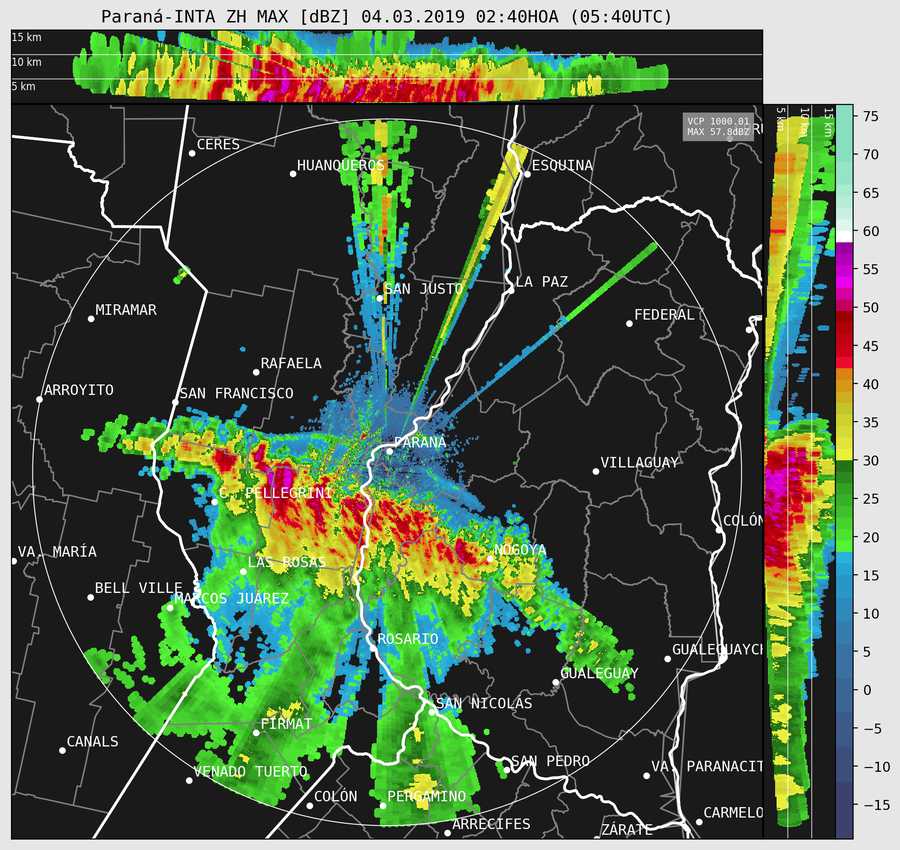 Paraná-INTA ZH MAX [dBZ] 04.03.2019 02:40HOA (05:40UTC)
15 km
10 km
5 km
5 km
10 km
15 km
VCP 1000.01
MAX 57.8dBZ
CERES
HUANQUEROS
ESQUINA
SAN JUSTO
LA PAZ
MIRAMAR
FEDERAL
RAFAELA
ARROYITO
SAN FRANCISCO
PARANÁ
VILLAGUAY
C. PELLEGRINI
COLÓN
VA. MARÍA
NOGOYA
LAS ROSAS
BELL VILLE
MARCOS JUÁREZ
ROSARIO
GUALEGUAYCH
GUALEGUAY
SAN NICOLÁS
FIRMAT
CANALS
SAN PEDRO
VENADO TUERTO
VA. PARANACIT
COLÓN
PERGAMINO
CARMELO
ARRECIFES
ZÁRATE
75
70
65
60
55
50
45
40
35
30
25
20
15
10
5
0
−5
−10
−15